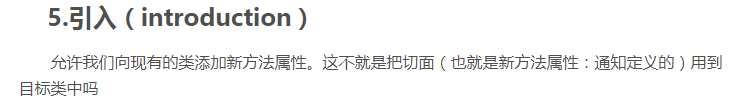 5.引入（introduction）
允许我们向现有的类添加新方法属性。这不就是把切面（也就是新方法属性：通知定义的）用到
目标类中吗